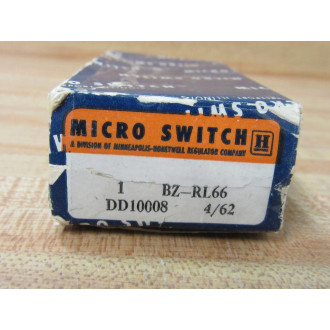 MICRO SWITCH H
A DIVISION OF MINNEAPOLIS-HONEYWELL REGULATOR COMPANY
1 BZ-RL66
DD10008 4/62